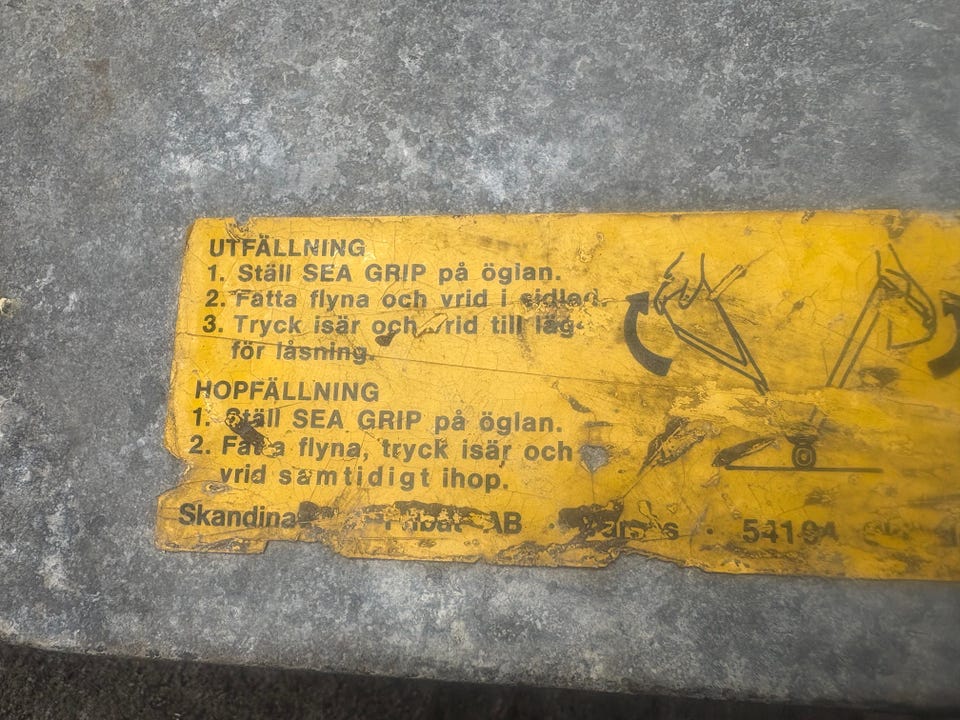 UTFÄLLNING
1. Ställ SEA GRIP på öglan.
2. Fatta flyna och vrid i sidled.
3. Tryck isär och vrid till läg-
för låsning.
HOPFÄLLNING
1. Ställ SEA GRIP på öglan.
2. Fatta flyna, tryck isär och
vrid samtidigt ihop.
AB